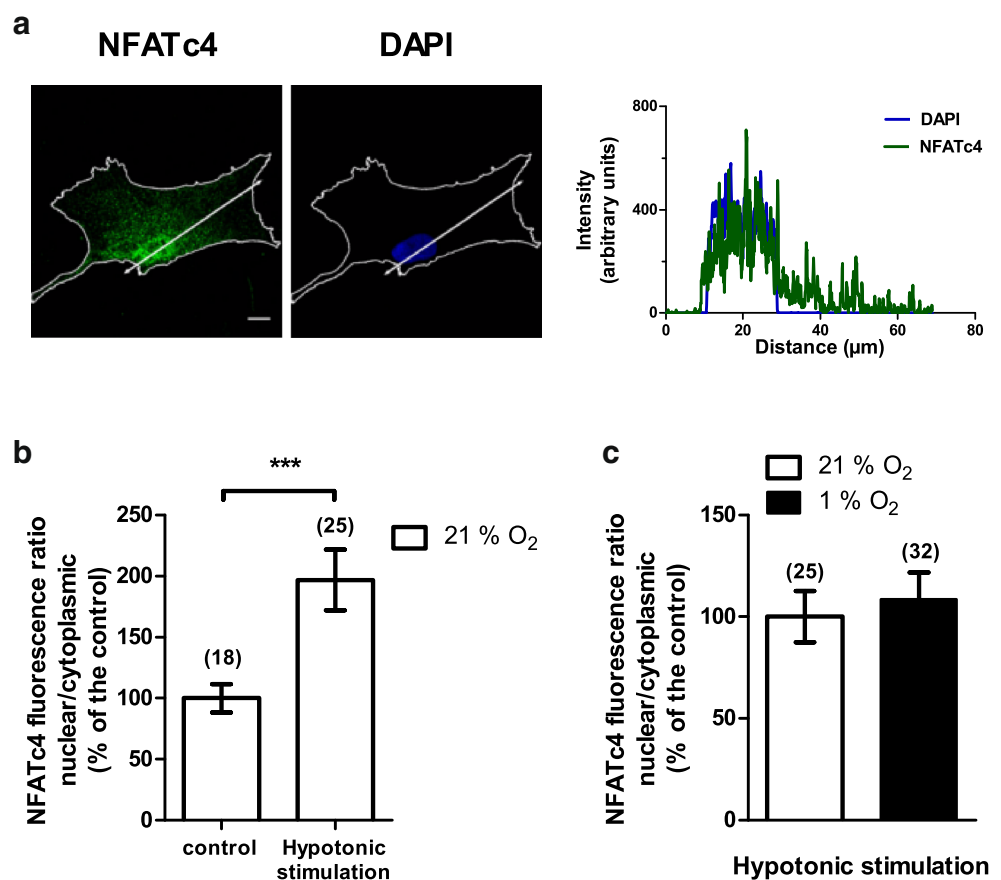 a
NFATc4
DAPI
800
400
0
0
20
40
60
80
Intensity
(arbitrary units)
Distance (µm)
DAPI
NFATc4
b
***
(18)
(25)
21 % O₂
250
200
150
100
50
0
NFATc4 fluorescence ratio
nuclear/cytoplasmic
(% of the control)
control
Hypotonic
stimulation
c
21 % O₂
1 % O₂
(25)
(32)
150
100
50
0
NFATc4 fluorescence ratio
nuclear/cytoplasmic
(% of the control)
Hypotonic stimulation